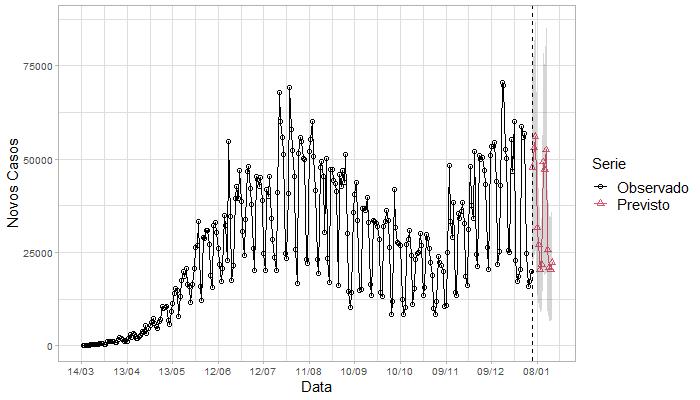 Novos Casos
75000
50000
25000
0
14/03 13/04 13/05 12/06 12/07 11/08 10/09 10/10 09/11 09/12 08/01
Data
Serie
Observado
Previsto